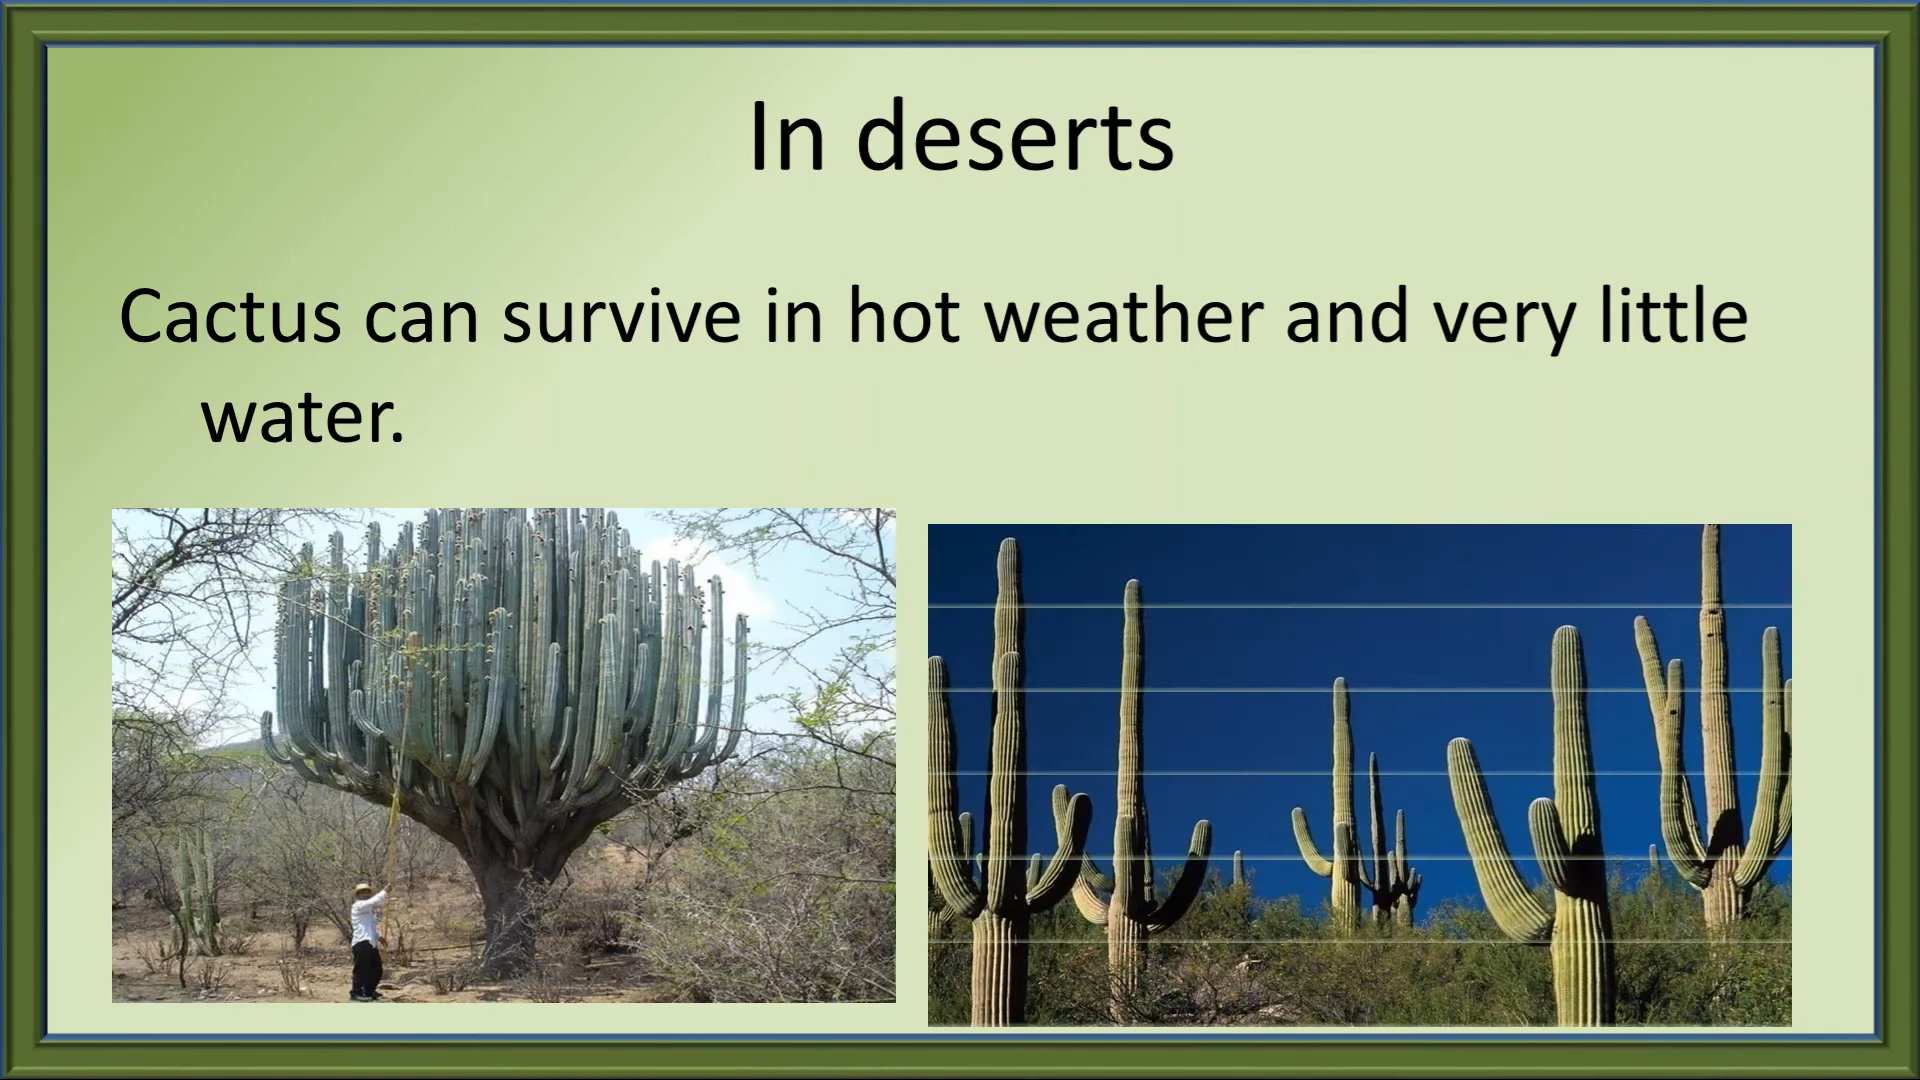 In deserts
Cactus can survive in hot weather and very little
water.